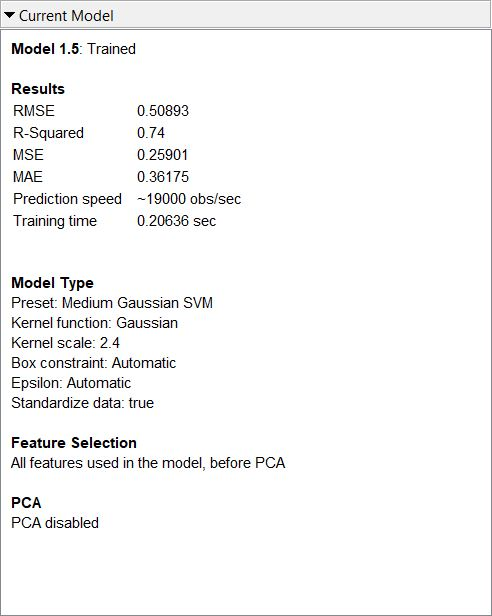 Current Model
Model 1.5: Trained
Results
RMSE 0.50893
R-Squared 0.74
MSE 0.25901
MAE 0.36175
Prediction speed ~19000 obs/sec
Training time 0.20636 sec
Model Type
Preset: Medium Gaussian SVM
Kernel function: Gaussian
Kernel scale: 2.4
Box constraint: Automatic
Epsilon: Automatic
Standardize data: true
Feature Selection
All features used in the model, before PCA
PCA
PCA disabled